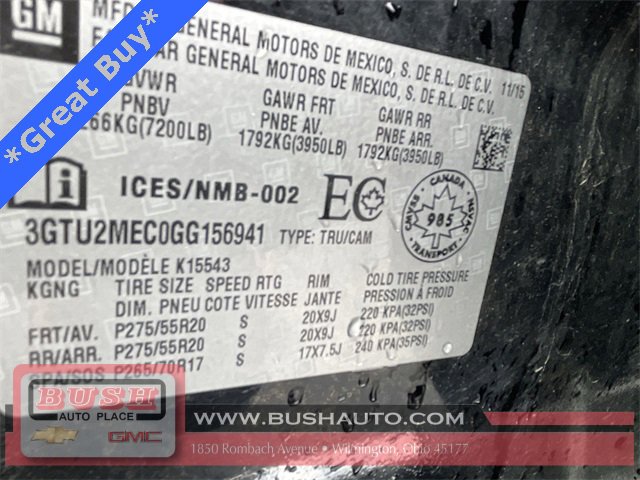 *Great Buy*
GM
GENERAL MOTORS DE MEXICO, S. DE R.L. DE C.V.
GENERAL MOTORS DE MEXICO, S. DE R.L. DE C.V.
11/15
GVWR
PNBV
GAWR FRT
PNBE AV.
GAWR RR
PNBE ARR.
(7200LB)
1792KG(3950LB)
1792KG(3950LB)
ICES/NMB-002
EC
CANADA
985
TRANSPORT
3GTU2MEC0GG156941 TYPE: TRU/CAM
MODEL/MODÈLE K15543
KGNG TIRE SIZE SPEED RTG RIM COLD TIRE PRESSURE
DIM. PNEU COTE VITESSE JANTE PRESSION A FROID
FRT/AV. P275/55R20 S 20X9J 220 KPA(32PSI)
RR/ARR. P275/55R20 S 20X9J 220 KPA(32PSI)
SPA/SOS P265/70R17 S 17X7.5J 240 KPA(35PSI)
BUSH
AUTO PLACE
GMC
WWW.BUSHAUTO.COM
1850 Rombach Avenue • Wilmington, Ohio 45177